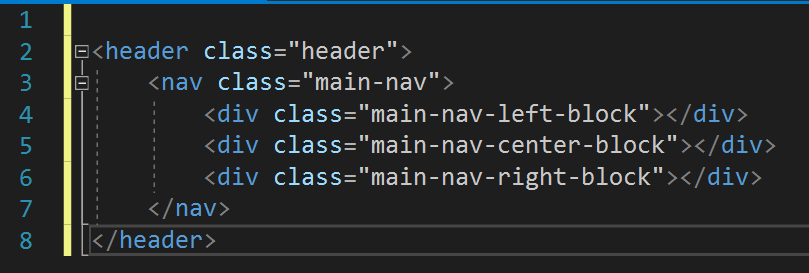 1
2 <header class="header">
3     <nav class="main-nav">
4         <div class="main-nav-left-block"></div>
5         <div class="main-nav-center-block"></div>
6         <div class="main-nav-right-block"></div>
7     </nav>
8 </header>